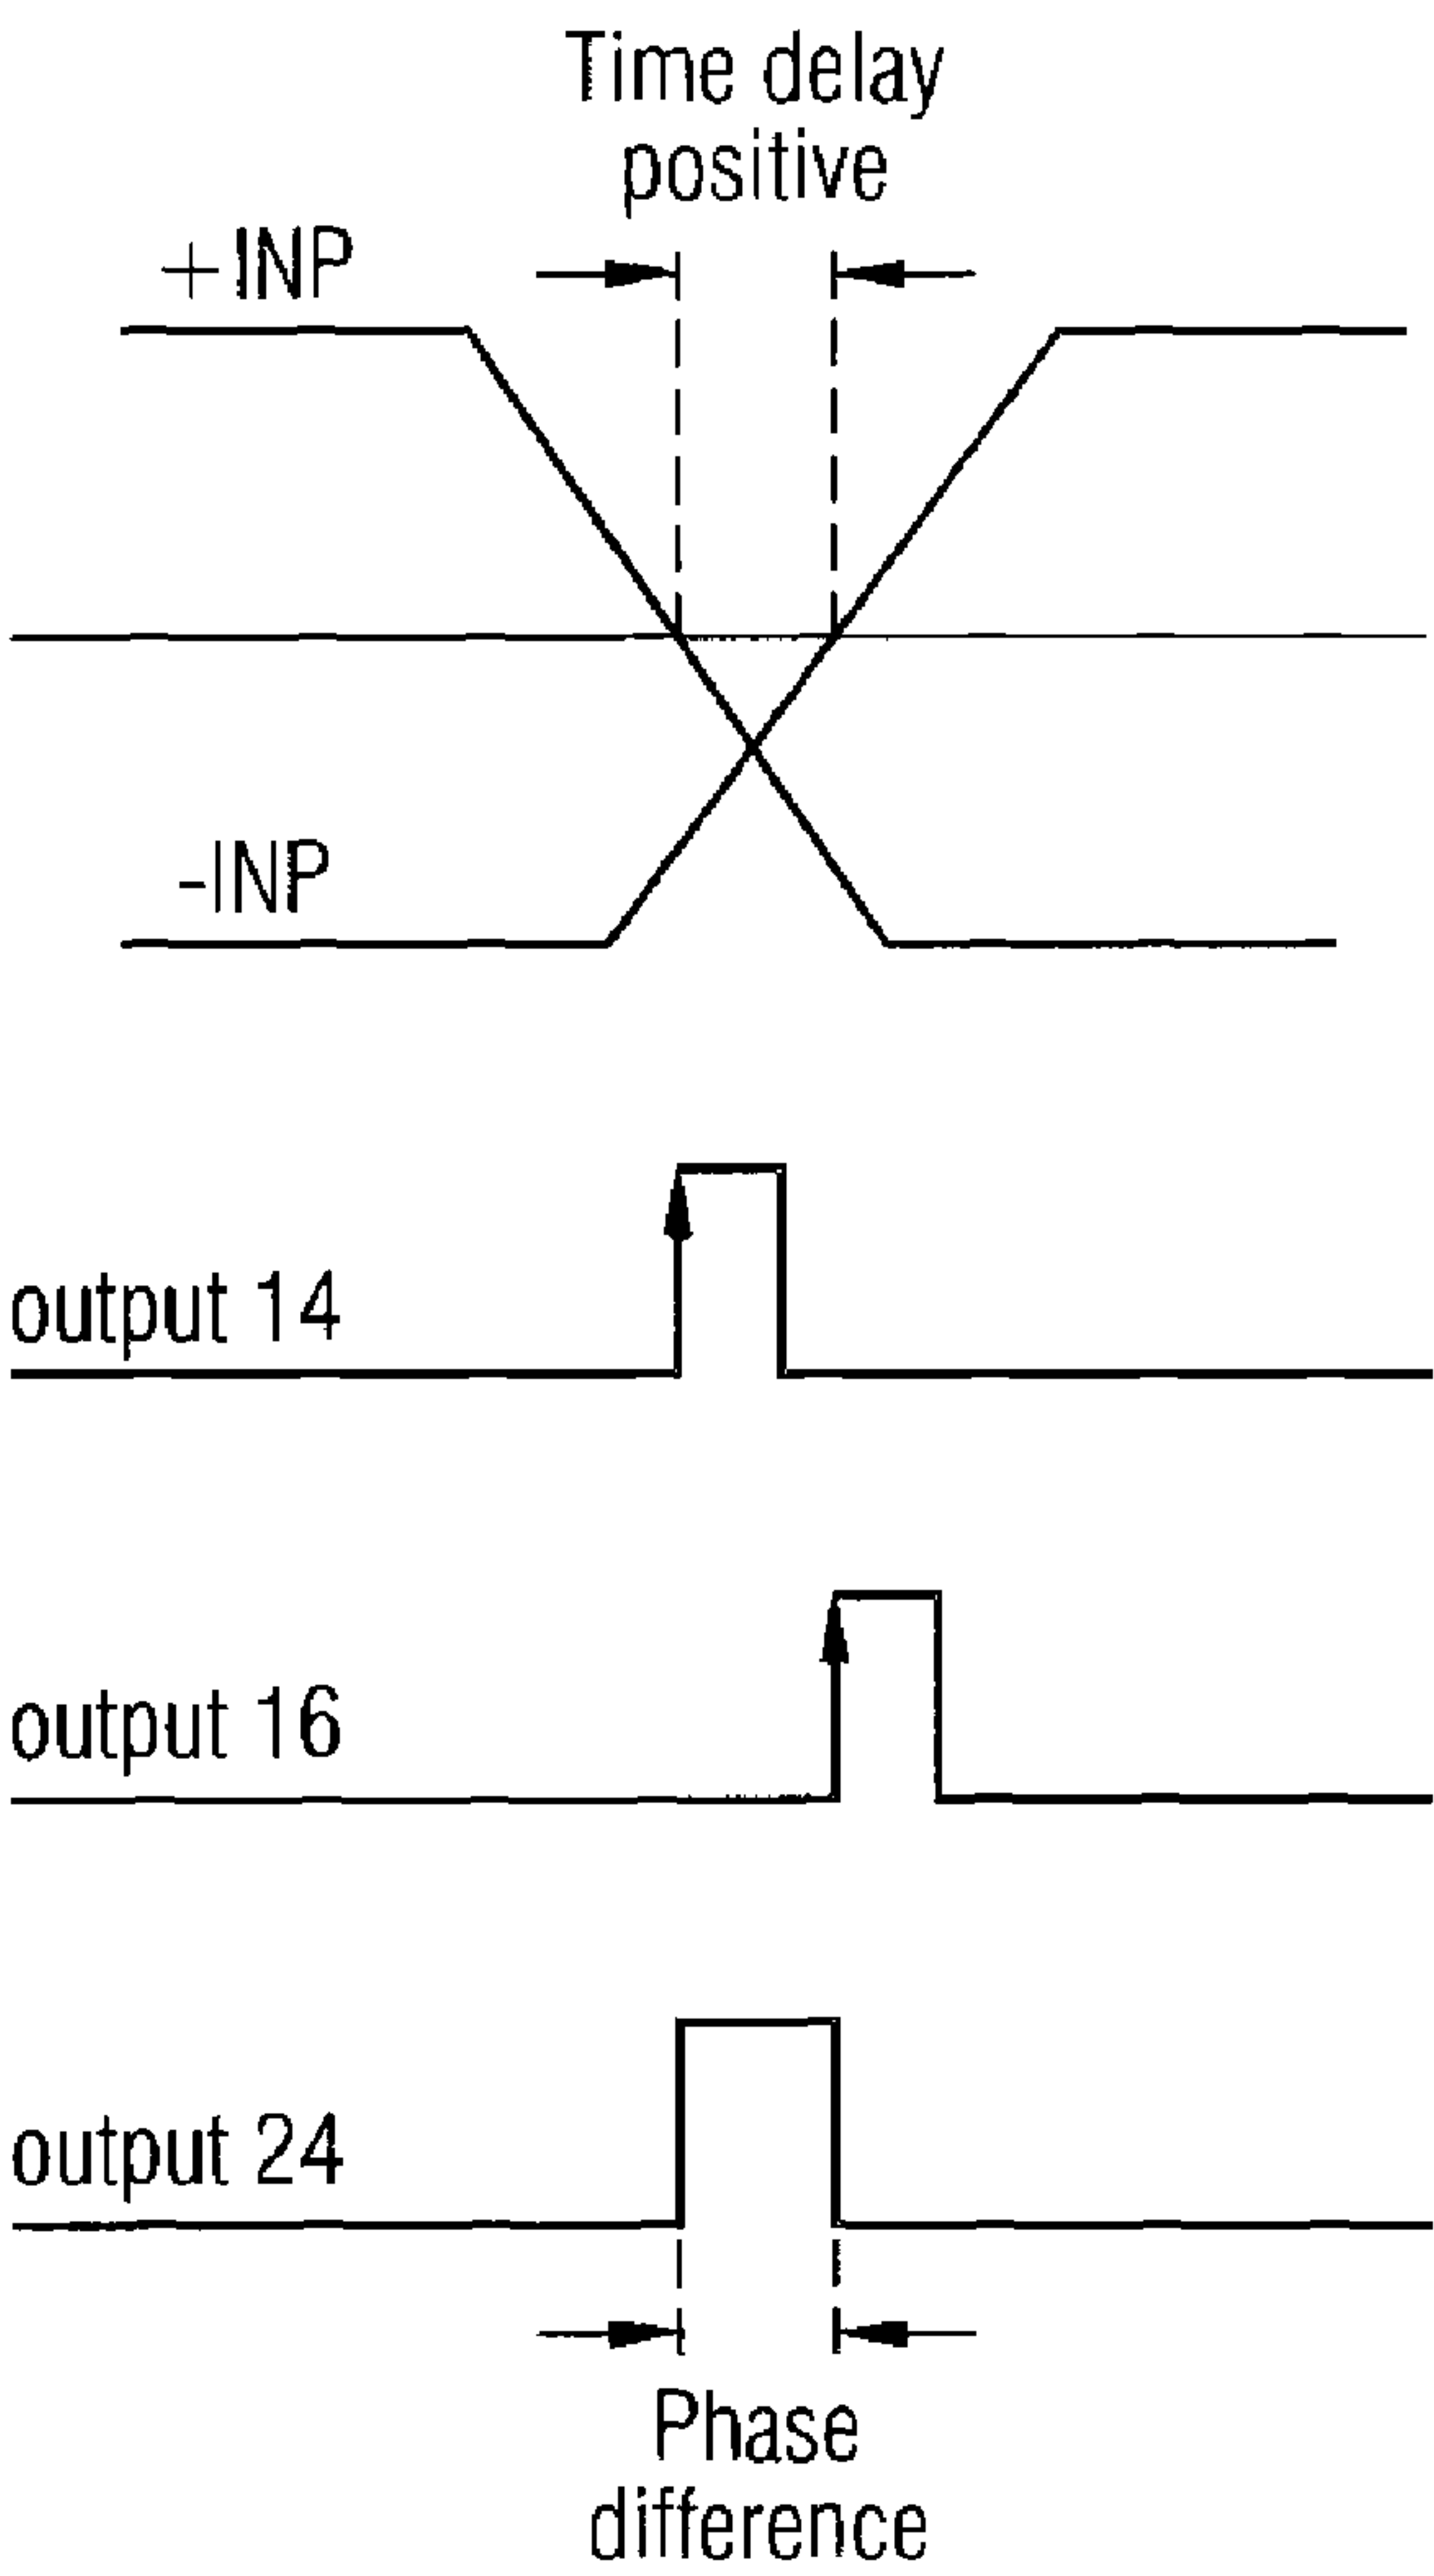 Time delay
positive
+INP
-INP
output 14
output 16
output 24
Phase
difference